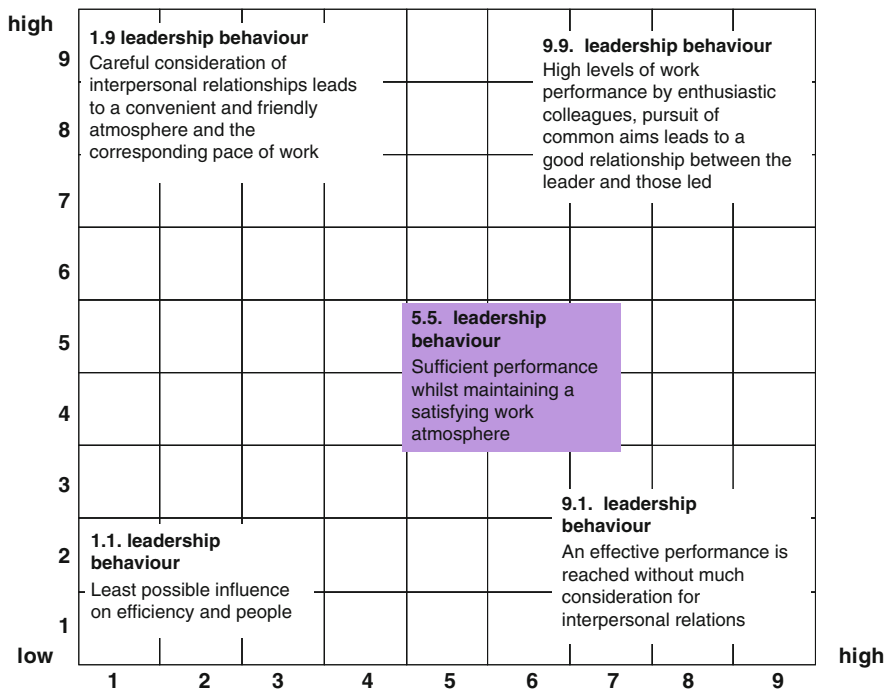 high
9
8
7
6
5
4
3
2
1
low
1.9 leadership behaviour
Careful consideration of
interpersonal relationships leads
to a convenient and friendly
atmosphere and the
corresponding pace of work
9.9. leadership behaviour
High levels of work
performance by enthusiastic
colleagues, pursuit of
common aims leads to a
good relationship between the
leader and those led
5.5. leadership
behaviour
Sufficient performance
whilst maintaining a
satisfying work
atmosphere
1.1. leadership
behaviour
Least possible influence
on efficiency and people
9.1. leadership
behaviour
An effective performance is
reached without much
consideration for
interpersonal relations
1 2 3 4 5 6 7 8 9
high